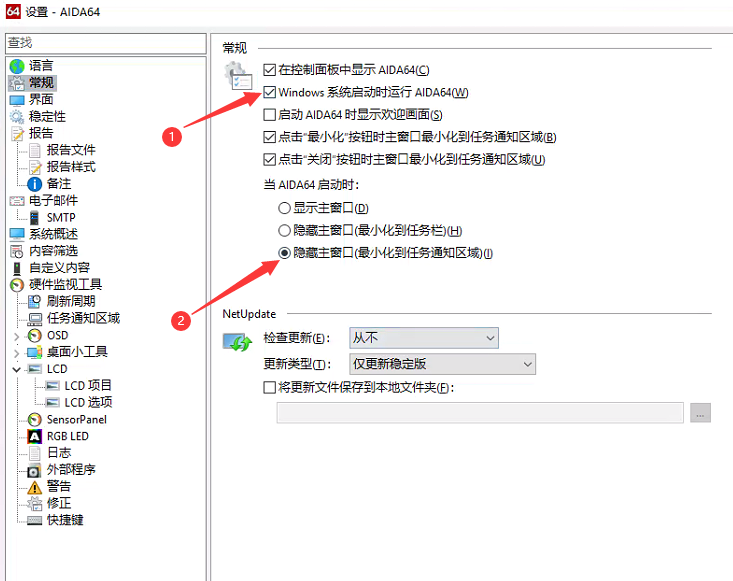 64 设置 - AIDA64
查找
语言
常规
界面
稳定性
报告
报告文件
报告样式
备注
电子邮件
SMTP
系统概述
内容筛选
自定义内容
硬件监视工具
刷新周期
任务通知区域
OSD
桌面小工具
LCD
LCD 项目
LCD 选项
SensorPanel
RGB LED
日志
外部程序
警告
修正
快捷键
常规
在控制面板中显示 AIDA64(C)
Windows 系统启动时运行 AIDA64(W)
启动 AIDA64 时显示欢迎画面(S)
点击“最小化”按钮时主窗口最小化到任务通知区域(B)
点击“关闭”按钮时主窗口最小化到任务通知区域(U)
当 AIDA64 启动时:
显示主窗口(D)
隐藏主窗口(最小化到任务栏)(H)
隐藏主窗口(最小化到任务通知区域)(I)
1
2
NetUpdate
检查更新(E): 从不
更新类型(T): 仅更新稳定版
将更新文件保存到本地文件夹(F):
...